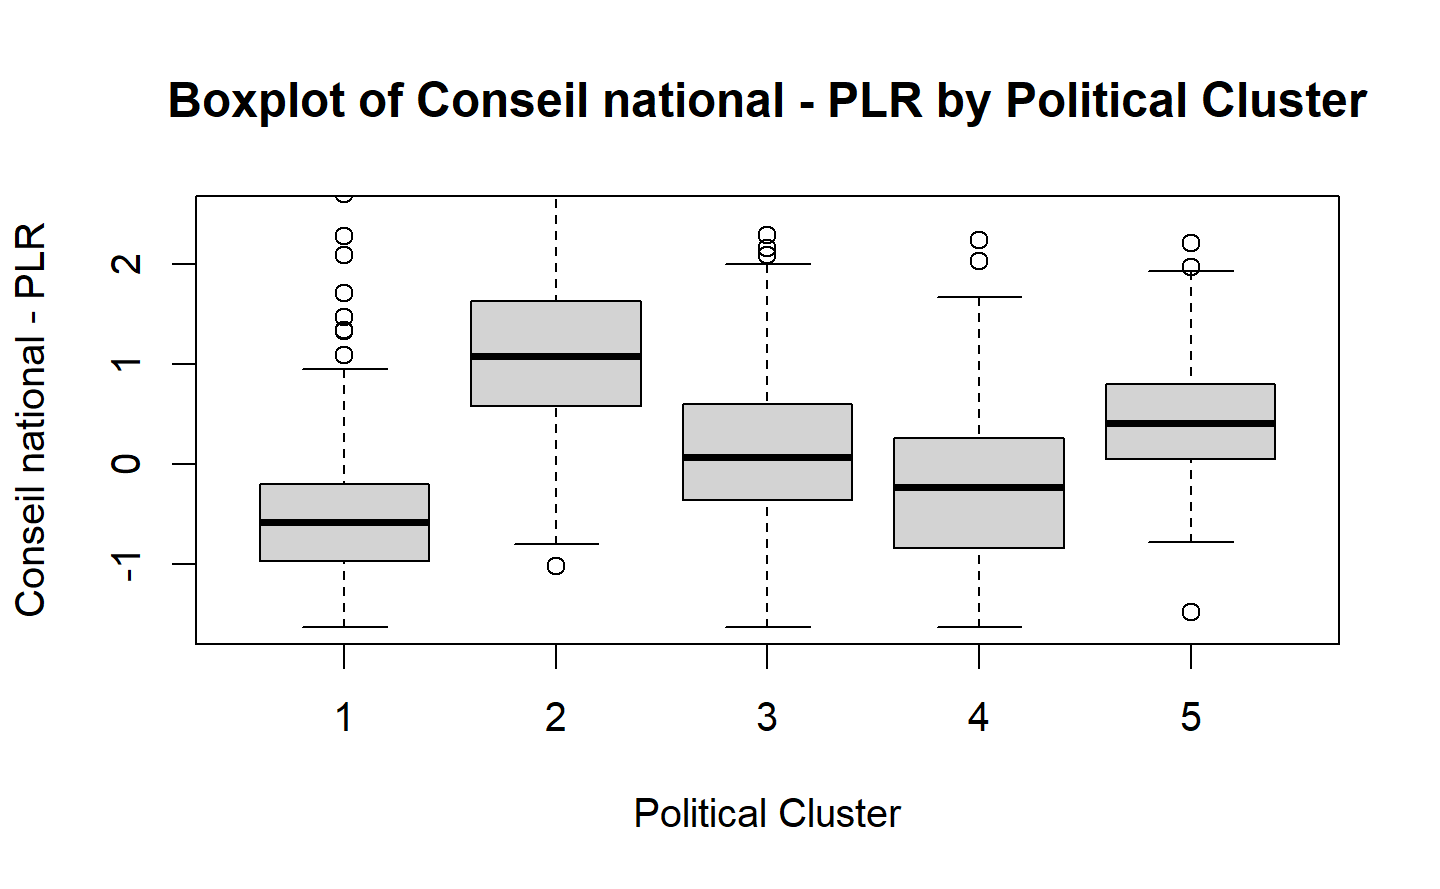 Boxplot of Conseil national - PLR by Political Cluster
Conseil national - PLR
2
1
0
-1
1 2 3 4 5
Political Cluster